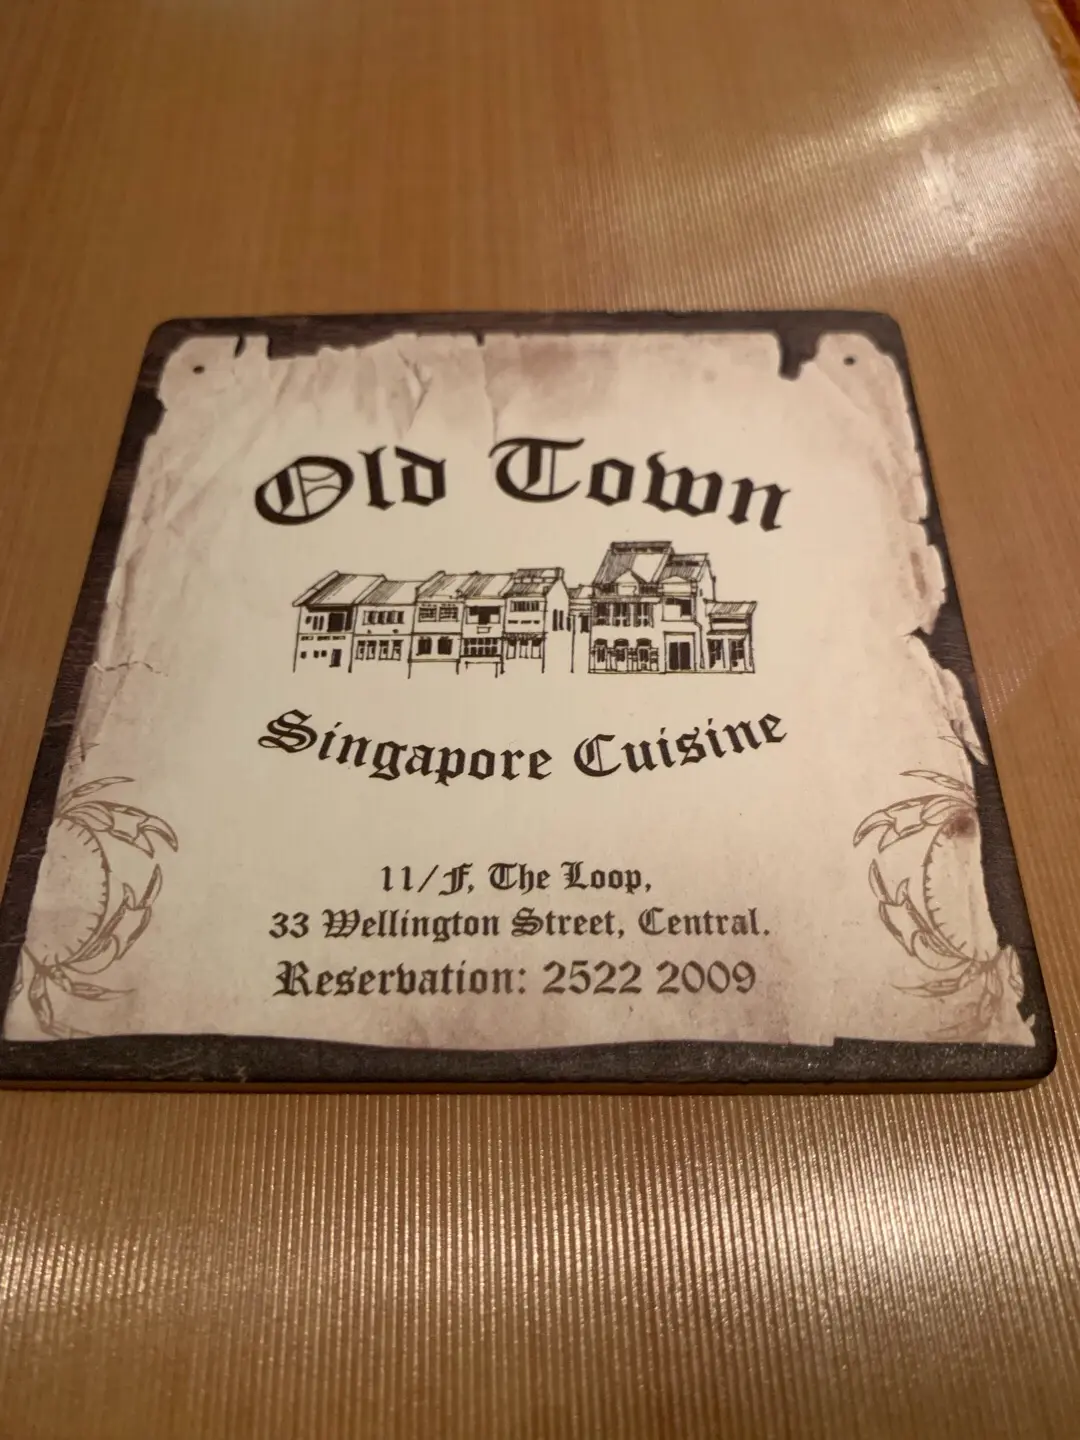 Old Town
Singapore Cuisine
11/F, The Loop,
33 Wellington Street, Central.
Reservation: 2522 2009